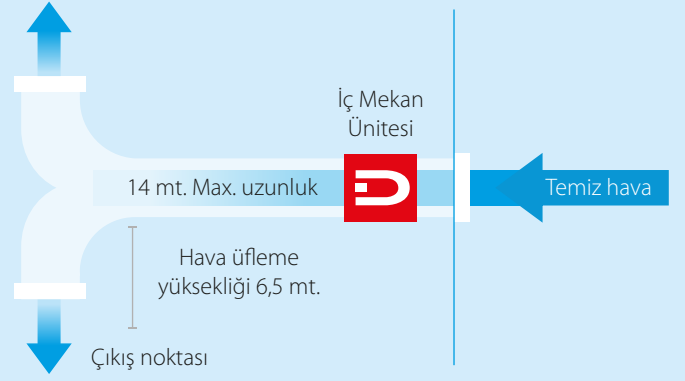 İç Mekan
Ünitesi
14 mt. Max. uzunluk
Temiz hava
Hava üfleme
yüksekliği 6,5 mt.
Çıkış noktası